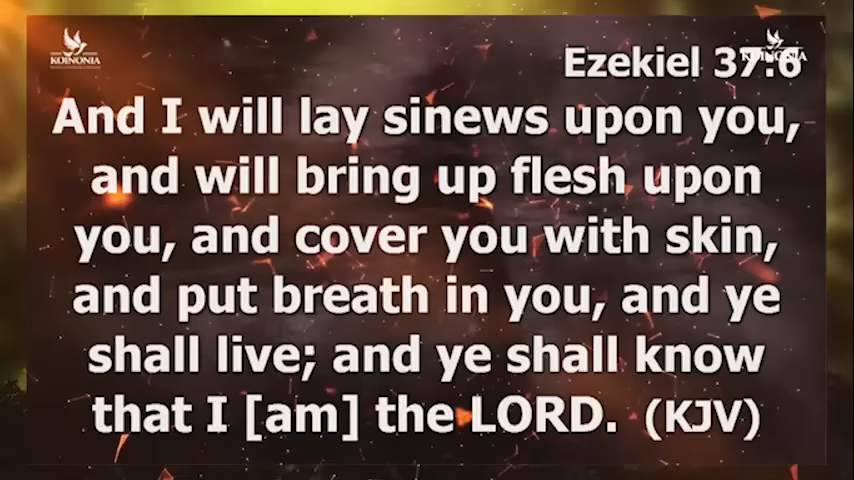 KOINONIA
KOINONIA
Ezekiel 37:6
And I will lay sinews upon you,
and will bring up flesh upon
you, and cover you with skin,
and put breath in you, and ye
shall live; and ye shall know
that I [am] the LORD. (KJV)